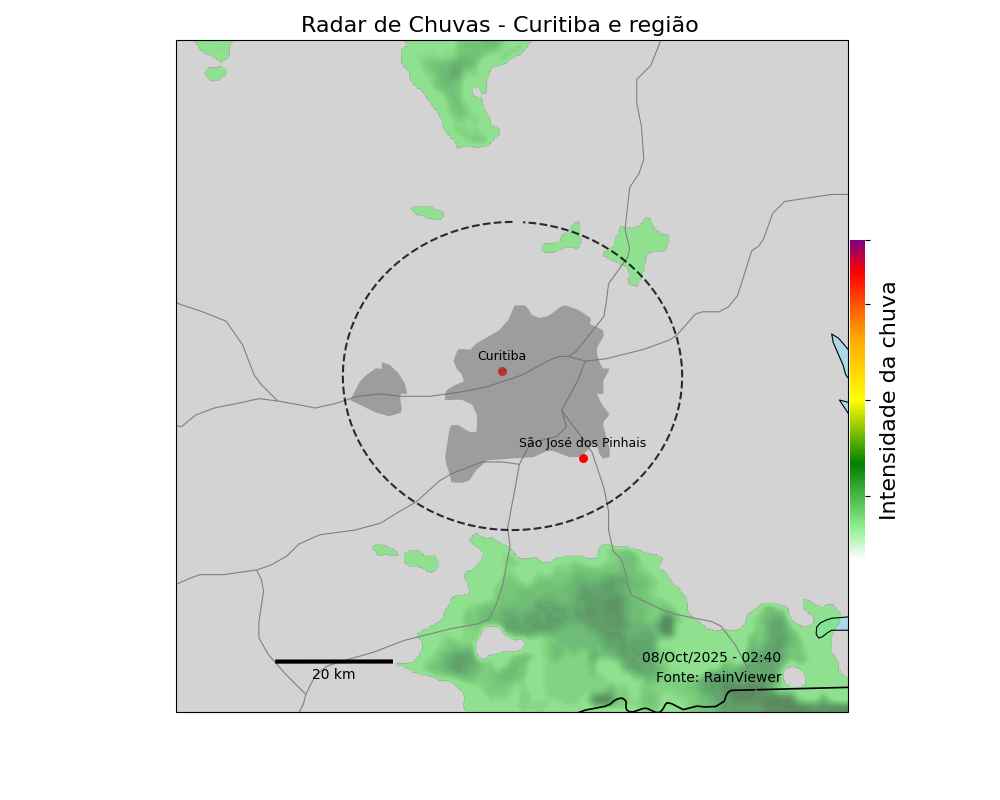 Radar de Chuvas - Curitiba e região
Curitiba
São José dos Pinhais
Intensidade da chuva
08/Oct/2025 - 02:40
Fonte: RainViewer
20 km